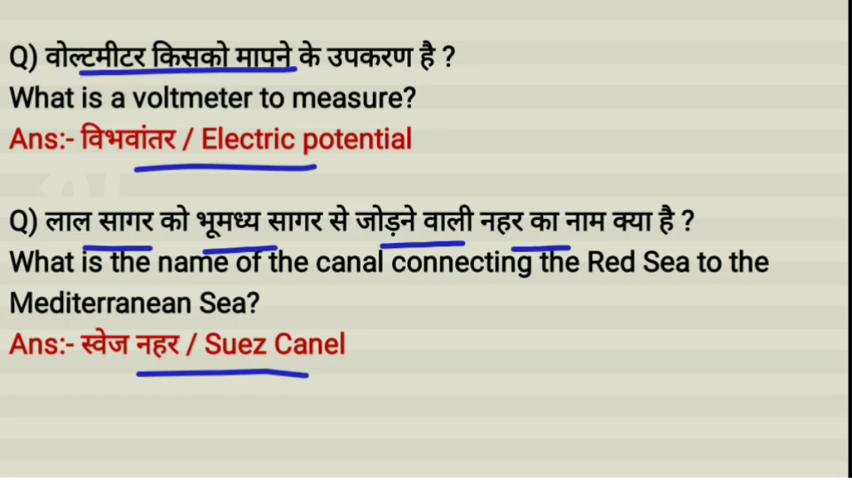 Q) वोल्टमीटर किसको मापने के उपकरण है ?
What is a voltmeter to measure?
Ans:- विभवांतर / Electric potential
Q) लाल सागर को भूमध्य सागर से जोड़ने वाली नहर का नाम क्या है ?
What is the name of the canal connecting the Red Sea to the
Mediterranean Sea?
Ans:- स्वेज नहर / Suez Canel